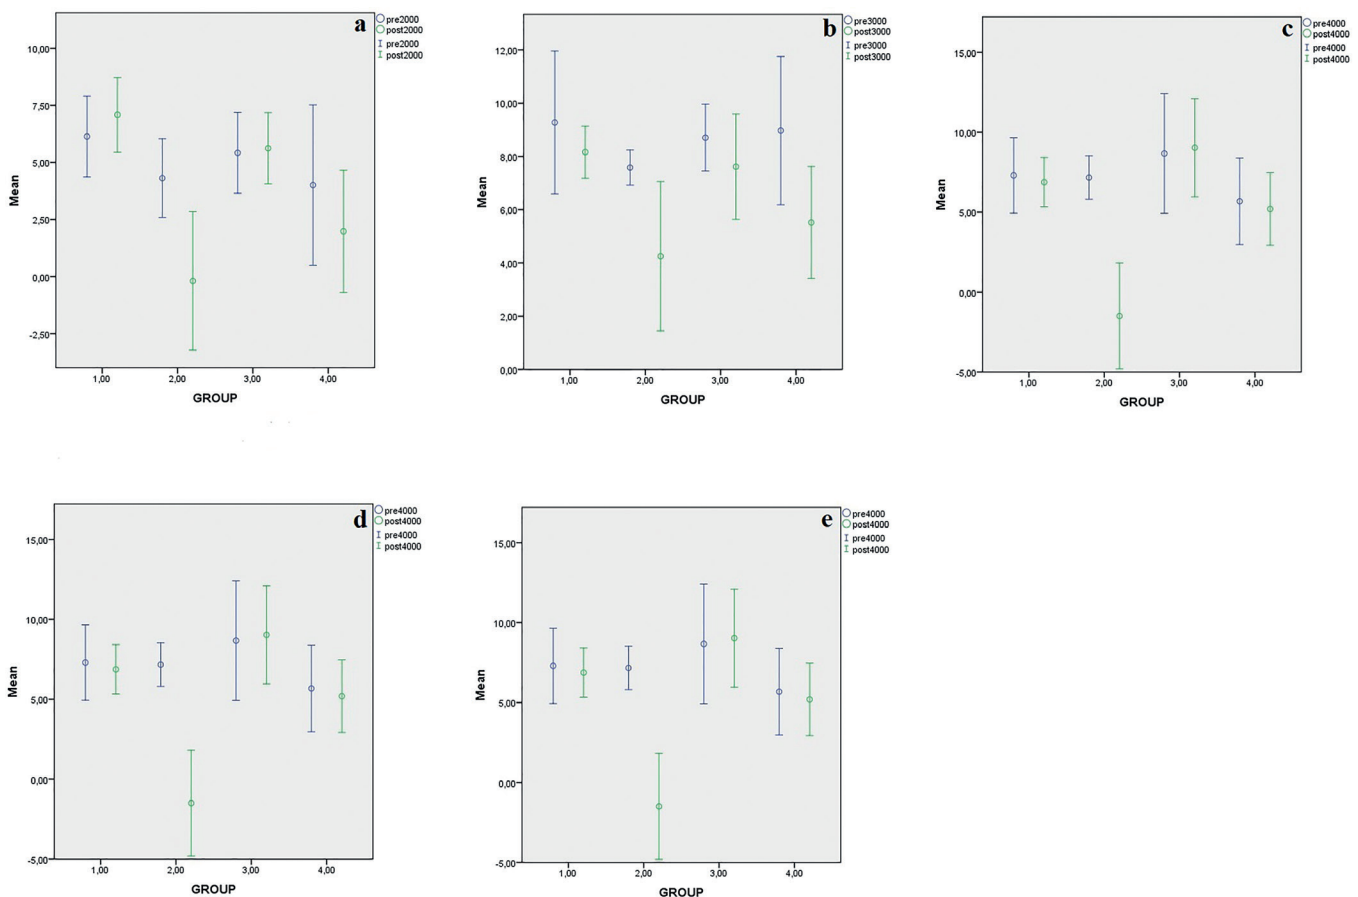 a
pre2000
post2000
pre2000
post2000
10,00
7,50
5,00
2,50
0,00
-2,50
Mean
1,00 2,00 3,00 4,00
GROUP
b
pre3000
post3000
pre3000
post3000
12,00
10,00
8,00
6,00
4,00
2,00
0,00
Mean
1,00 2,00 3,00 4,00
GROUP
c
pre4000
post4000
pre4000
post4000
15,00
10,00
5,00
0,00
-5,00
Mean
1,00 2,00 3,00 4,00
GROUP
d
pre4000
post4000
pre4000
post4000
15,00
10,00
5,00
0,00
-5,00
Mean
1,00 2,00 3,00 4,00
GROUP
e
pre4000
post4000
pre4000
post4000
15,00
10,00
5,00
0,00
-5,00
Mean
1,00 2,00 3,00 4,00
GROUP